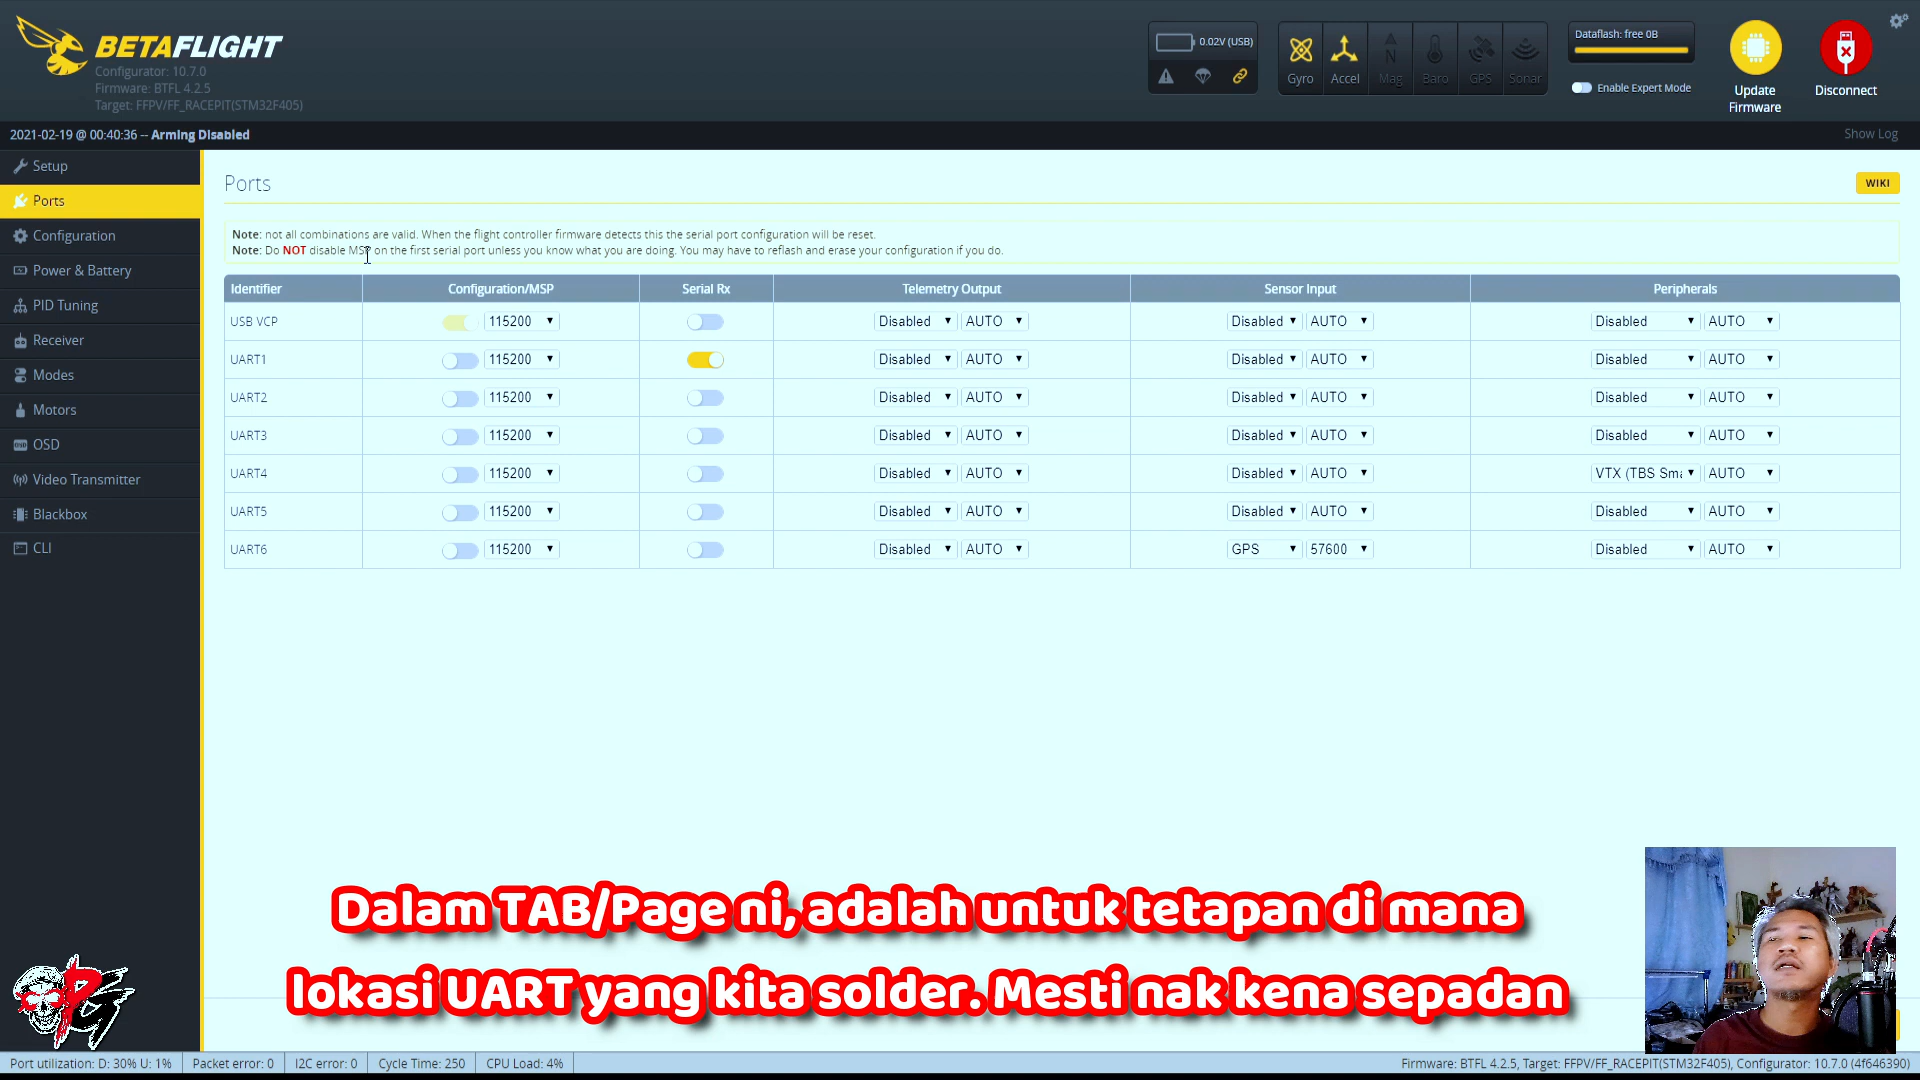 BETAFLIGHT
Configurator: 10.7.0
Firmware: BTFL 4.2.5
Target: FFPV/FF_RACEPIT(STM32F405)
0.02V (USB)
Gyro Accel Mag Baro GPS Sonar
Dataflash: free 0B
Enable Expert Mode
Update Firmware
Disconnect
2021-02-19 @ 00:40:36 -- Arming Disabled
Show Log
Setup
Ports
Configuration
Power & Battery
PID Tuning
Receiver
Modes
Motors
OSD
Video Transmitter
Blackbox
CLI
Ports
WIKI
Note: not all combinations are valid. When the flight controller firmware detects this the serial port configuration will be reset.
Note: Do NOT disable MSP on the first serial port unless you know what you are doing. You may have to reflash and erase your configuration if you do.
Identifier Configuration/MSP Serial Rx Telemetry Output Sensor Input Peripherals
USB VCP 115200 Disabled AUTO Disabled AUTO Disabled AUTO
UART1 115200 Disabled AUTO Disabled AUTO Disabled AUTO
UART2 115200 Disabled AUTO Disabled AUTO Disabled AUTO
UART3 115200 Disabled AUTO Disabled AUTO Disabled AUTO
UART4 115200 Disabled AUTO Disabled AUTO VTX (TBS Sma AUTO
UART5 115200 Disabled AUTO Disabled AUTO Disabled AUTO
UART6 115200 Disabled AUTO GPS 57600 Disabled AUTO
Dalam TAB/Page ni, adalah untuk tetapan di mana
lokasi UART yang kita solder. Mesti nak kena sepadan
Port utilization: D: 30% U: 1% Packet error: 0 I2C error: 0 Cycle Time: 250 CPU Load: 4% Firmware: BTFL 4.2.5, Target: FFPV/FF_RACEPIT(STM32F405), Configurator: 10.7.0 (4f646390)